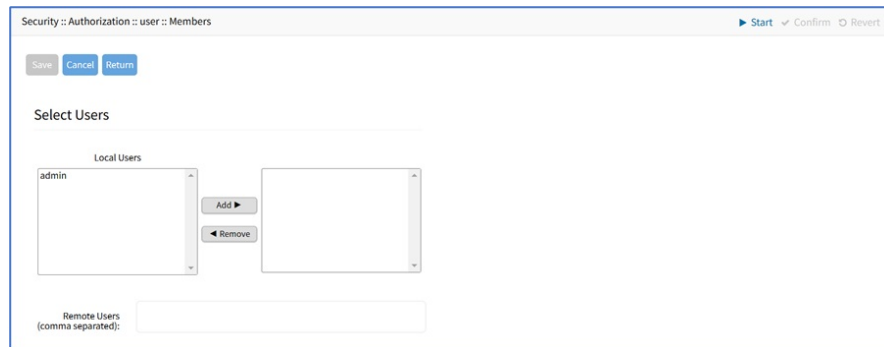 Security :: Authorization :: user :: Members
Start Confirm Revert
Save Cancel Return
Select Users
Local Users
admin
Add
Remove
Remote Users
(comma separated):